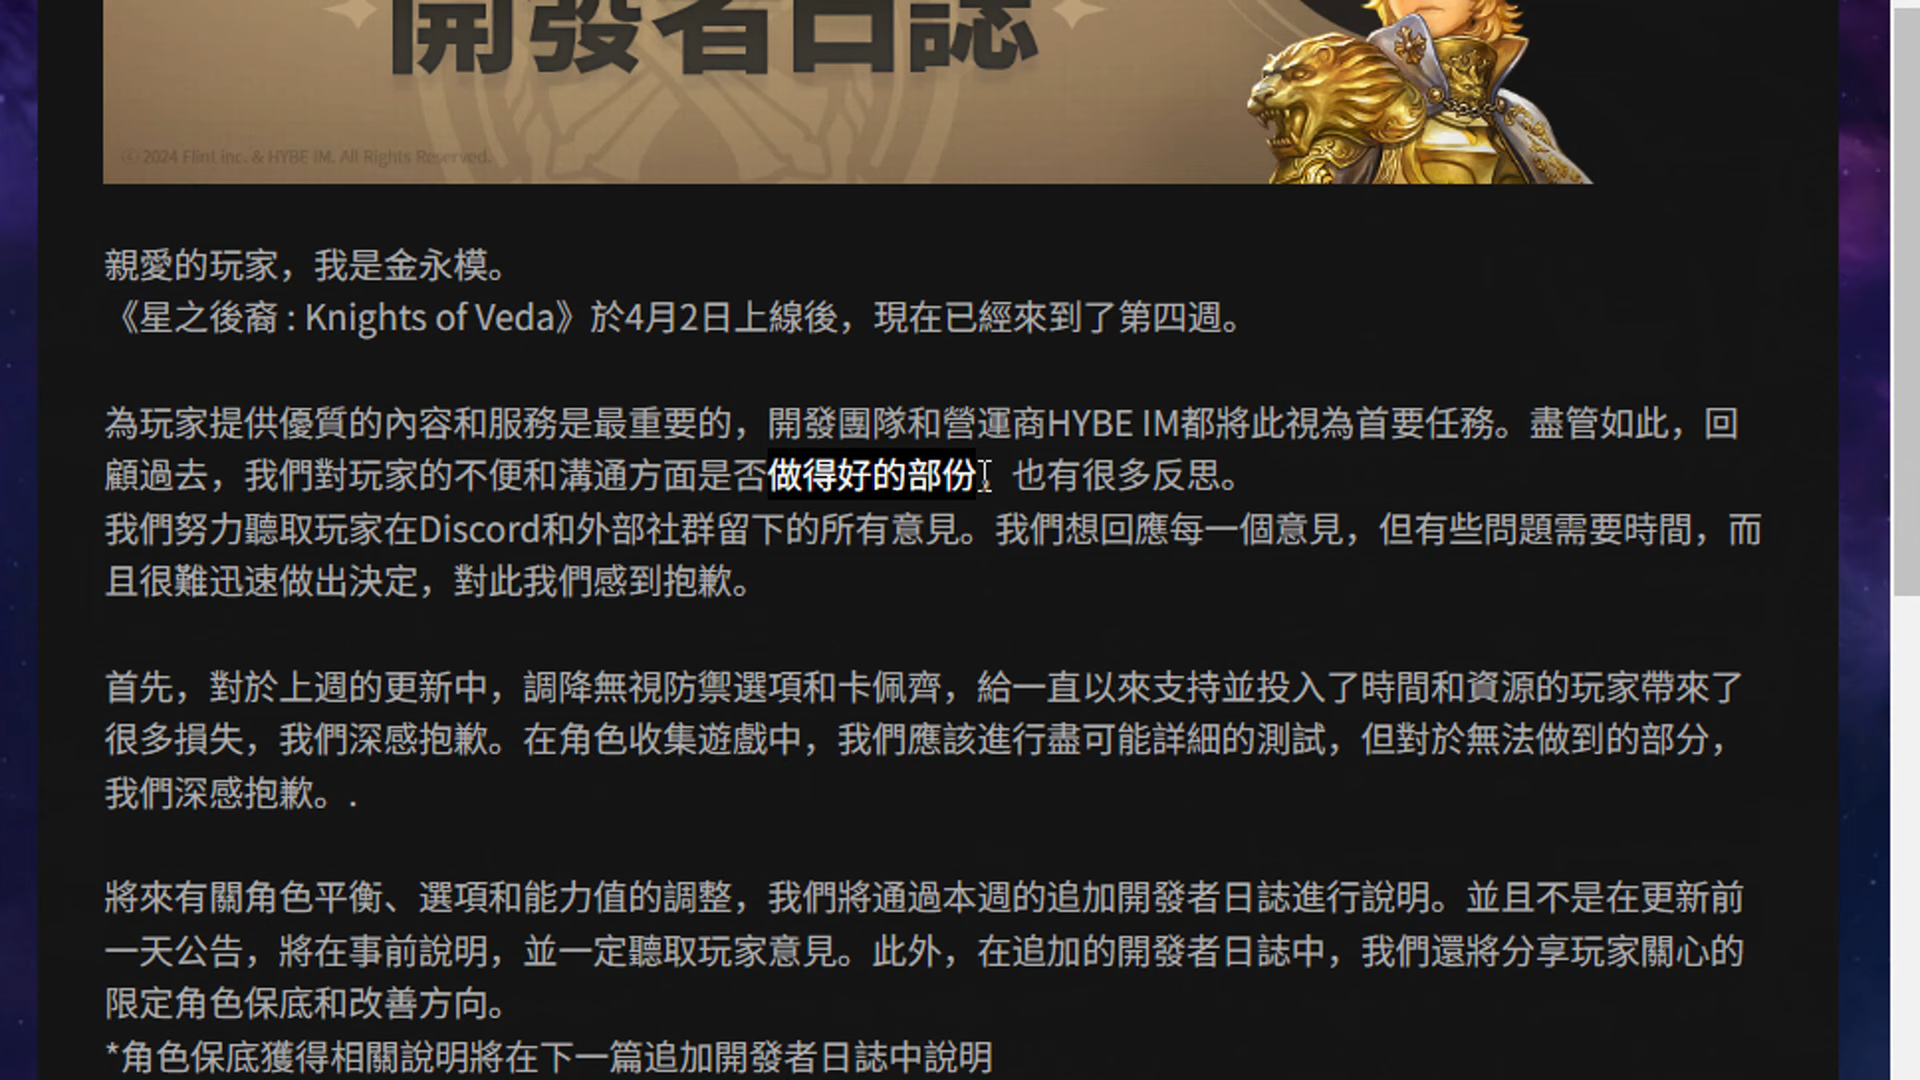 開發者日誌
ⓒ2024 Flint inc. & HYBE IM. All Rights Reserved.
親愛的玩家，我是金永模。
《星之後裔 : Knights of Veda》於4月2日上線後，現在已經來到了第四週。
為玩家提供優質的內容和服務是最重要的，開發團隊和營運商HYBE IM都將此視為首要任務。盡管如此，回
顧過去，我們對玩家的不便和溝通方面是否做得好的部份，也有很多反思。
我們努力聽取玩家在Discord和外部社群留下的所有意見。我們想回應每一個意見，但有些問題需要時間，而
且很難迅速做出決定，對此我們感到抱歉。
首先，對於上週的更新中，調降無視防禦選項和卡佩齊，給一直以來支持並投入了時間和資源的玩家帶來了
很多損失，我們深感抱歉。在角色收集遊戲中，我們應該進行盡可能詳細的測試，但對於無法做到的部分，
我們深感抱歉。.
將來有關角色平衡、選項和能力值的調整，我們將通過本週的追加開發者日誌進行說明。並且不是在更新前
一天公告，將在事前說明，並一定聽取玩家意見。此外，在追加的開發者日誌中，我們還將分享玩家關心的
限定角色保底和改善方向。
*角色保底獲得相關說明將在下一篇追加開發者日誌中說明